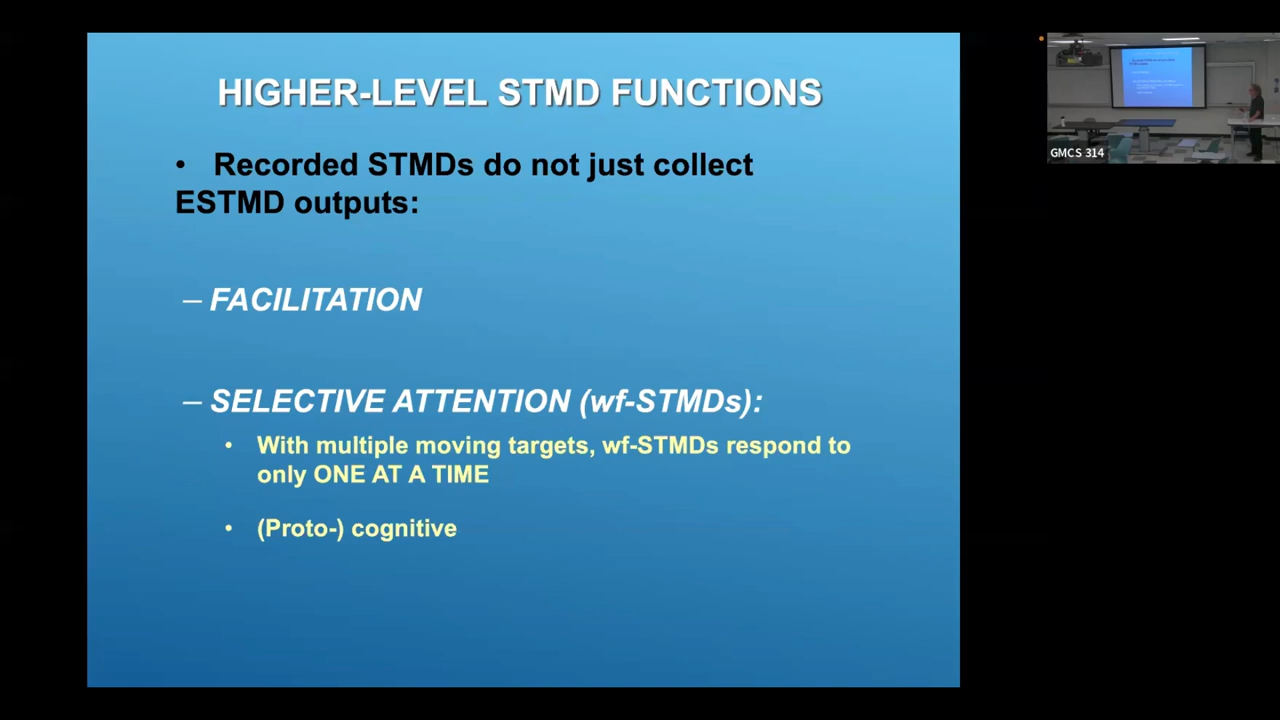 HIGHER-LEVEL STMD FUNCTIONS
• Recorded STMDs do not just collect
ESTMD outputs:
– FACILITATION
– SELECTIVE ATTENTION (wf-STMDs):
• With multiple moving targets, wf-STMDs respond to
only ONE AT A TIME
• (Proto-) cognitive
GMCS 314